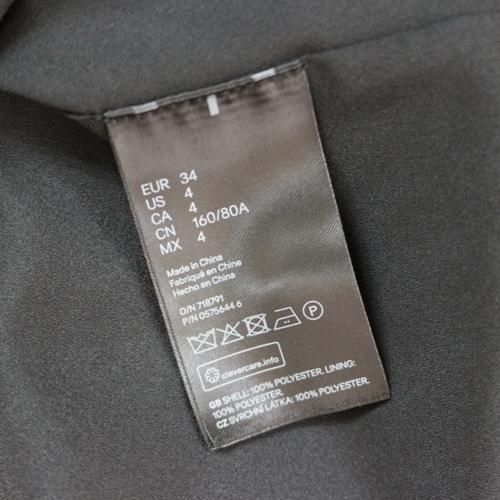 EUR 34
US 4
CA 4
CN 160/80A
MX 4
Made in China
Fabriqué en Chine
Hecho en China
O/N 718791
P/N 0575644 6
P
clevercare.info
GB SHELL: 100% POLYESTER. LINING:
100% POLYESTER.
CZ SVRCHNÍ LÁTKA: 100% POLYESTER.